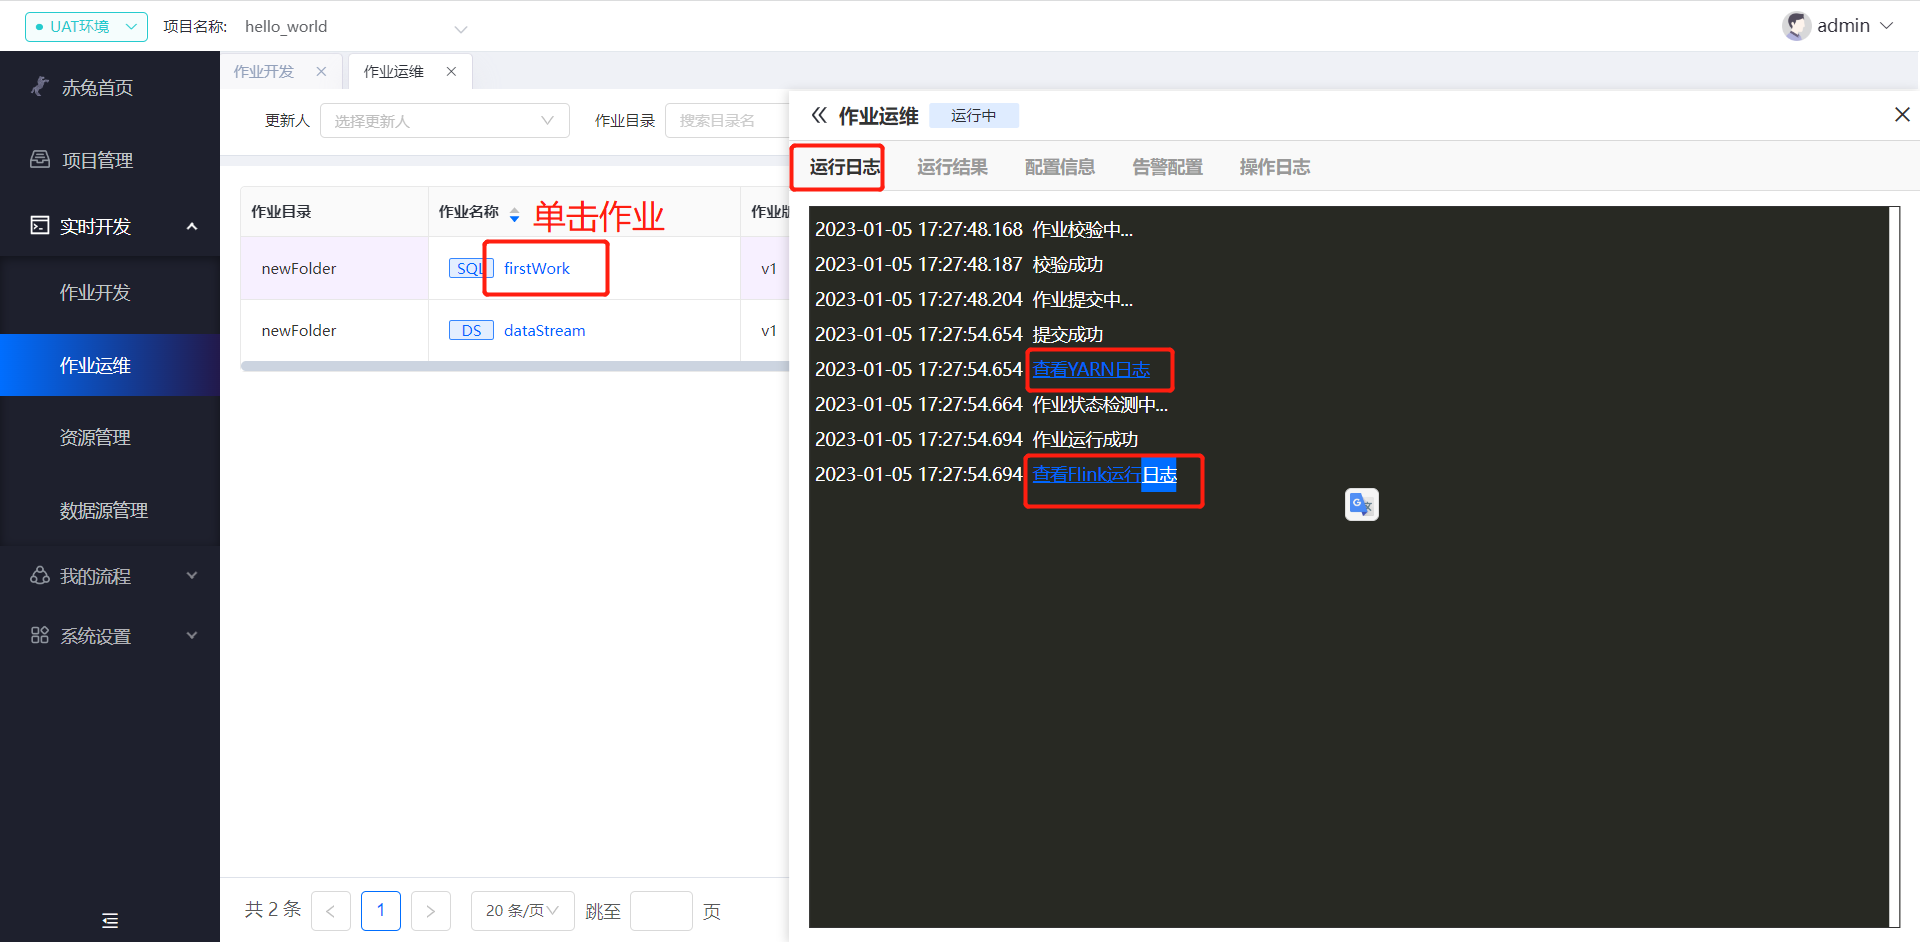 UAT环境
项目名称:
hello_world
admin
赤兔首页
项目管理
实时开发
作业开发
作业运维
资源管理
数据源管理
我的流程
系统设置
作业开发
作业运维
更新人
选择更新人
作业目录
搜索目录名
作业目录
作业名称
单击作业
作业版
newFolder
SQL
firstWork
v1
newFolder
DS
dataStream
v1
共 2 条
1
20 条/页
跳至
页
作业运维
运行中
运行日志
运行结果
配置信息
告警配置
操作日志
2023-01-05 17:27:48.168 作业校验中...
2023-01-05 17:27:48.187 校验成功
2023-01-05 17:27:48.204 作业提交中...
2023-01-05 17:27:54.654 提交成功
2023-01-05 17:27:54.654 查看YARN日志
2023-01-05 17:27:54.664 作业状态检测中...
2023-01-05 17:27:54.694 作业运行成功
2023-01-05 17:27:54.694 查看Flink运行日志